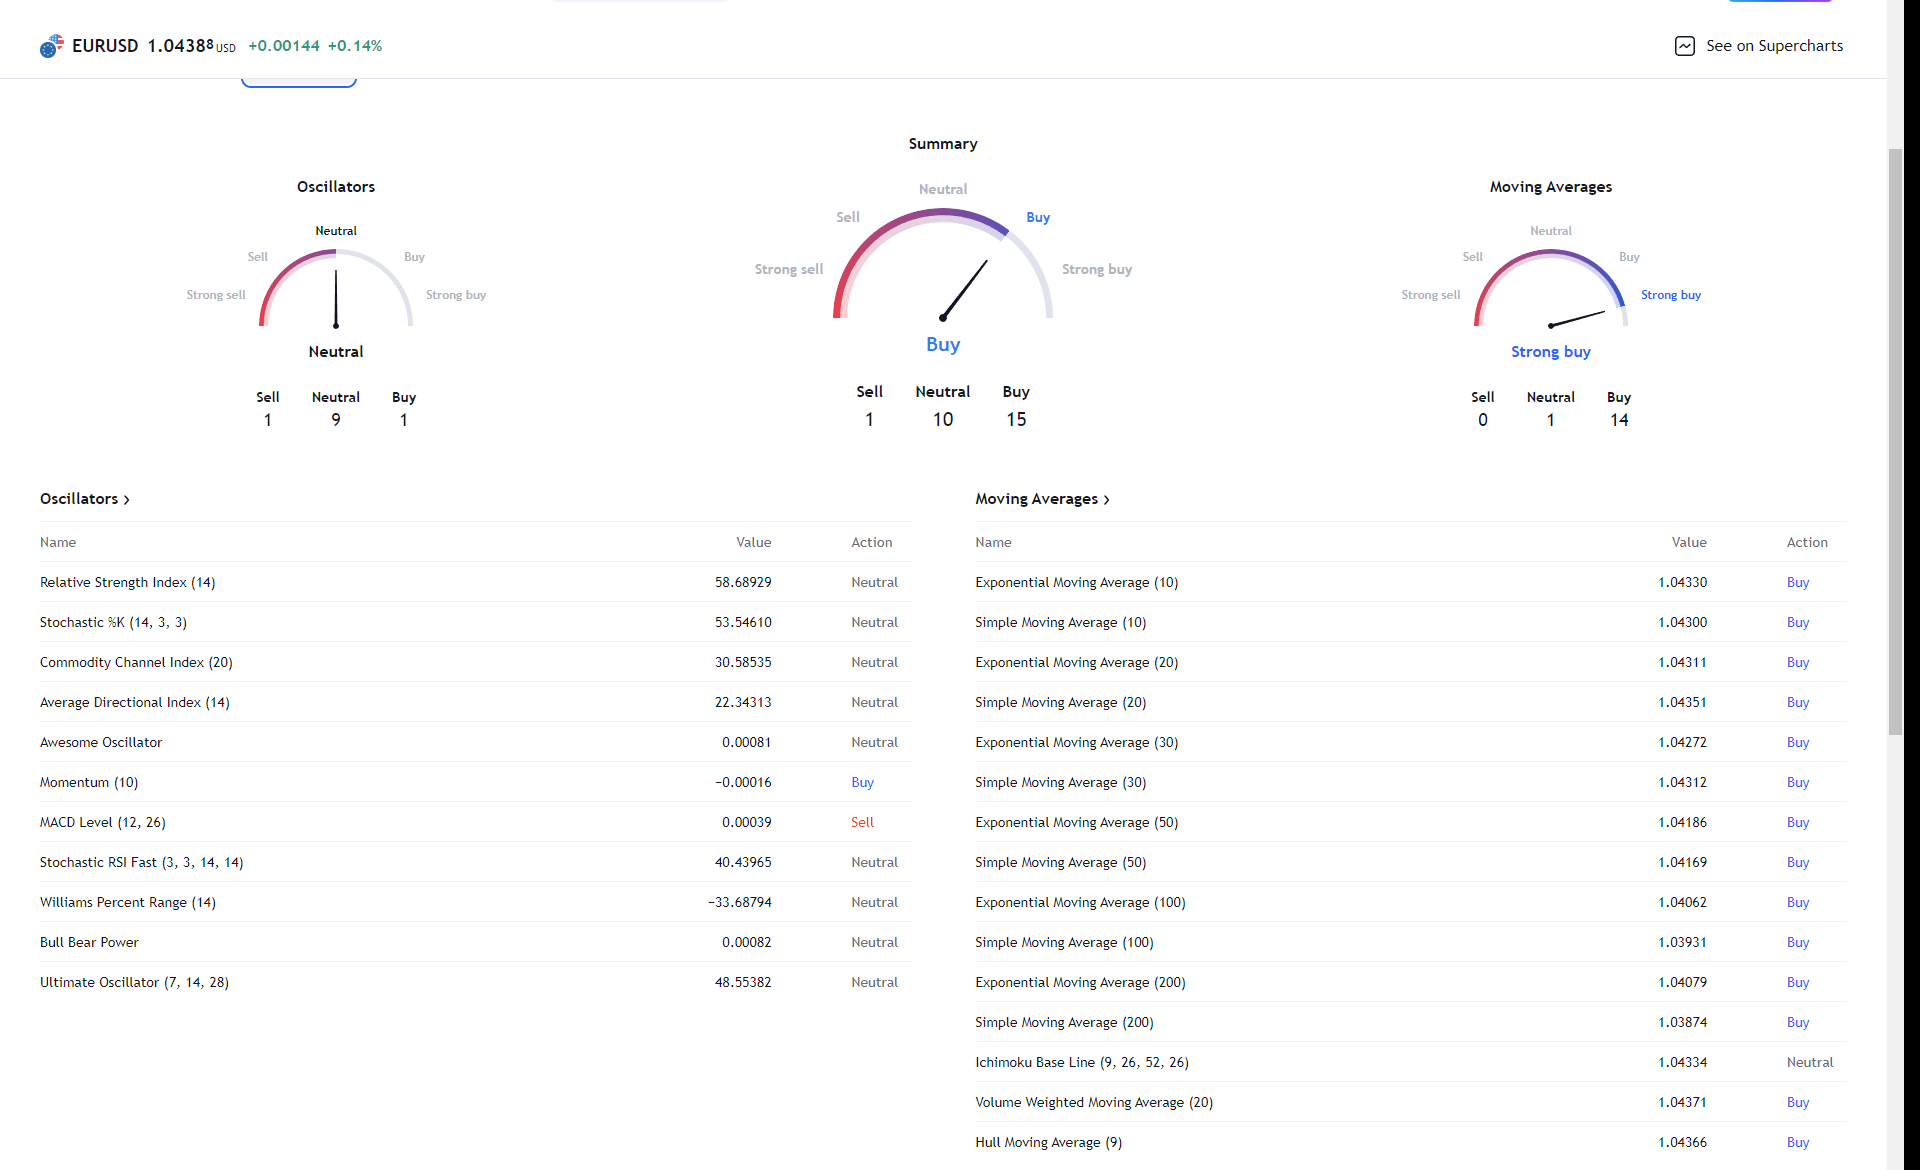 EURUSD 1.04388 USD +0.00144 +0.14%
See on Supercharts
Summary
Oscillators
Moving Averages
Neutral
Sell
Buy
Strong sell
Strong buy
Neutral
Sell
Buy
Strong sell
Strong buy
Neutral
Sell
Buy
Strong sell
Strong buy
Neutral
Buy
Strong buy
Sell Neutral Buy
1 9 1
Sell Neutral Buy
1 10 15
Sell Neutral Buy
0 1 14
Oscillators
Name Value Action
Relative Strength Index (14) 58.68929 Neutral
Stochastic %K (14, 3, 3) 53.54610 Neutral
Commodity Channel Index (20) 30.58535 Neutral
Average Directional Index (14) 22.34313 Neutral
Awesome Oscillator 0.00081 Neutral
Momentum (10) −0.00016 Buy
MACD Level (12, 26) 0.00039 Sell
Stochastic RSI Fast (3, 3, 14, 14) 40.43965 Neutral
Williams Percent Range (14) −33.68794 Neutral
Bull Bear Power 0.00082 Neutral
Ultimate Oscillator (7, 14, 28) 48.55382 Neutral
Moving Averages
Name Value Action
Exponential Moving Average (10) 1.04330 Buy
Simple Moving Average (10) 1.04300 Buy
Exponential Moving Average (20) 1.04311 Buy
Simple Moving Average (20) 1.04351 Buy
Exponential Moving Average (30) 1.04272 Buy
Simple Moving Average (30) 1.04312 Buy
Exponential Moving Average (50) 1.04186 Buy
Simple Moving Average (50) 1.04169 Buy
Exponential Moving Average (100) 1.04062 Buy
Simple Moving Average (100) 1.03931 Buy
Exponential Moving Average (200) 1.04079 Buy
Simple Moving Average (200) 1.03874 Buy
Ichimoku Base Line (9, 26, 52, 26) 1.04334 Neutral
Volume Weighted Moving Average (20) 1.04371 Buy
Hull Moving Average (9) 1.04366 Buy